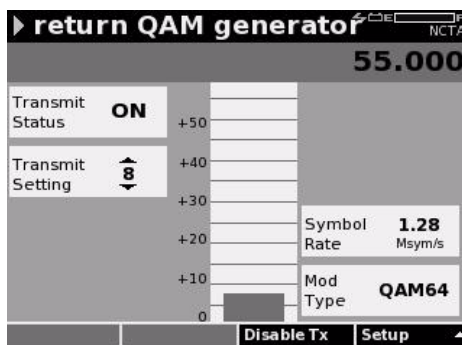 return QAM generator
E F
NCTA
55.000
Transmit Status ON
Transmit Setting 8
+50
+40
+30
+20
+10
0
Symbol Rate 1.28 Msym/s
Mod Type QAM64
Disable Tx Setup